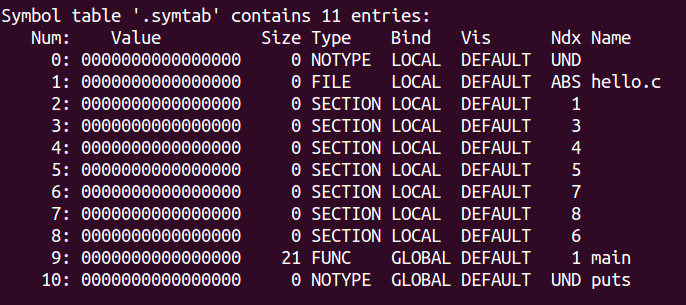 Symbol table '.symtab' contains 11 entries:
   Num:    Value          Size Type    Bind   Vis      Ndx Name
     0: 0000000000000000     0 NOTYPE  LOCAL  DEFAULT  UND
     1: 0000000000000000     0 FILE    LOCAL  DEFAULT  ABS hello.c
     2: 0000000000000000     0 SECTION LOCAL  DEFAULT    1
     3: 0000000000000000     0 SECTION LOCAL  DEFAULT    3
     4: 0000000000000000     0 SECTION LOCAL  DEFAULT    4
     5: 0000000000000000     0 SECTION LOCAL  DEFAULT    5
     6: 0000000000000000     0 SECTION LOCAL  DEFAULT    7
     7: 0000000000000000     0 SECTION LOCAL  DEFAULT    8
     8: 0000000000000000     0 SECTION LOCAL  DEFAULT    6
     9: 0000000000000000    21 FUNC    GLOBAL DEFAULT    1 main
    10: 0000000000000000     0 NOTYPE  GLOBAL DEFAULT  UND puts